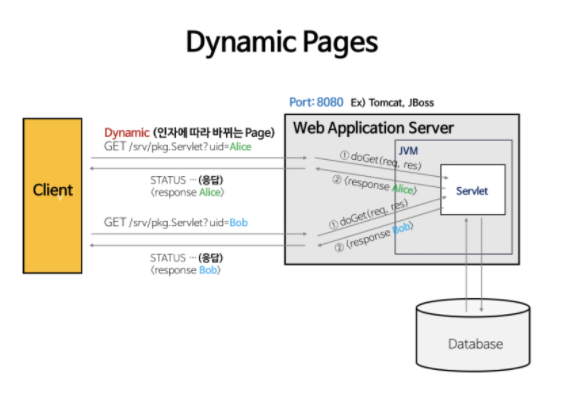 Dynamic Pages
Port: 8080 Ex) Tomcat, JBoss
Dynamic (인자에 따라 바뀌는 Page)
GET /srv/pkg.Servlet?uid=Alice
Web Application Server
JVM
① doGet(req, res)
STATUS ... (응답)
② (response Alice)
Client
Servlet
⟨response Alice⟩
① doGet(req, res)
GET /srv/pkg.Servlet?uid=Bob
② ⟨response Bob⟩
STATUS ... (응답)
⟨response Bob⟩
Database